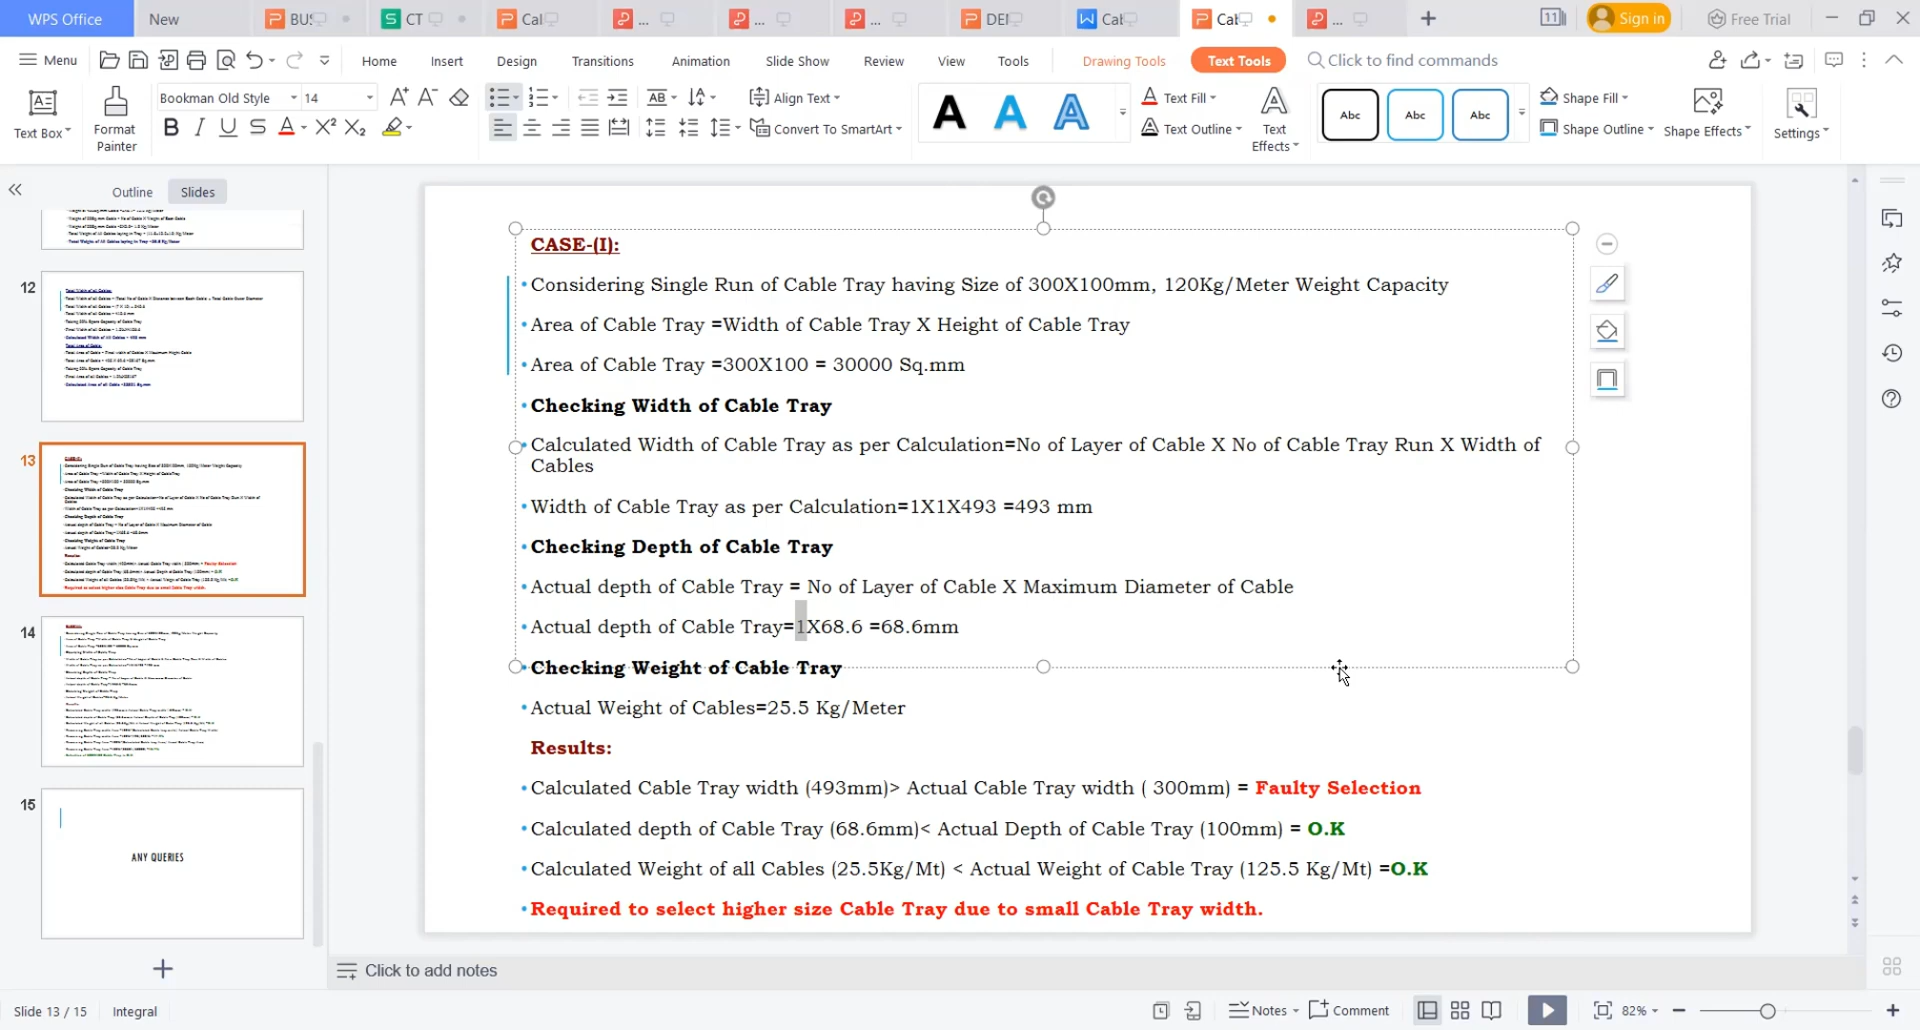 WPS Office
New
BUS
CT
Cal
...
...
...
DEI
Cal
Cab
...
11
Sign in
Free Trial
Menu
Home
Insert
Design
Transitions
Animation
Slide Show
Review
View
Tools
Drawing Tools
Text Tools
Click to find commands
Text Box
Format
Painter
Bookman Old Style
14
Align Text
Convert To SmartArt
Text Fill
Text Outline
Text
Effects
Abc
Abc
Abc
Shape Fill
Shape Outline
Shape Effects
Settings
Outline
Slides
12
13
14
15
ANY QUERIES
CASE-(I):
•Considering Single Run of Cable Tray having Size of 300X100mm, 120Kg/Meter Weight Capacity
•Area of Cable Tray =Width of Cable Tray X Height of Cable Tray
•Area of Cable Tray =300X100 = 30000 Sq.mm
•Checking Width of Cable Tray
•Calculated Width of Cable Tray as per Calculation=No of Layer of Cable X No of Cable Tray Run X Width of
Cables
•Width of Cable Tray as per Calculation=1X1X493 =493 mm
•Checking Depth of Cable Tray
•Actual depth of Cable Tray = No of Layer of Cable X Maximum Diameter of Cable
•Actual depth of Cable Tray=1X68.6 =68.6mm
•Checking Weight of Cable Tray
•Actual Weight of Cables=25.5 Kg/Meter
Results:
•Calculated Cable Tray width (493mm)> Actual Cable Tray width ( 300mm) = Faulty Selection
•Calculated depth of Cable Tray (68.6mm)< Actual Depth of Cable Tray (100mm) = O.K
•Calculated Weight of all Cables (25.5Kg/Mt) < Actual Weight of Cable Tray (125.5 Kg/Mt) =O.K
•Required to select higher size Cable Tray due to small Cable Tray width.
Click to add notes
Slide 13 / 15
Integral
Notes
Comment
82%